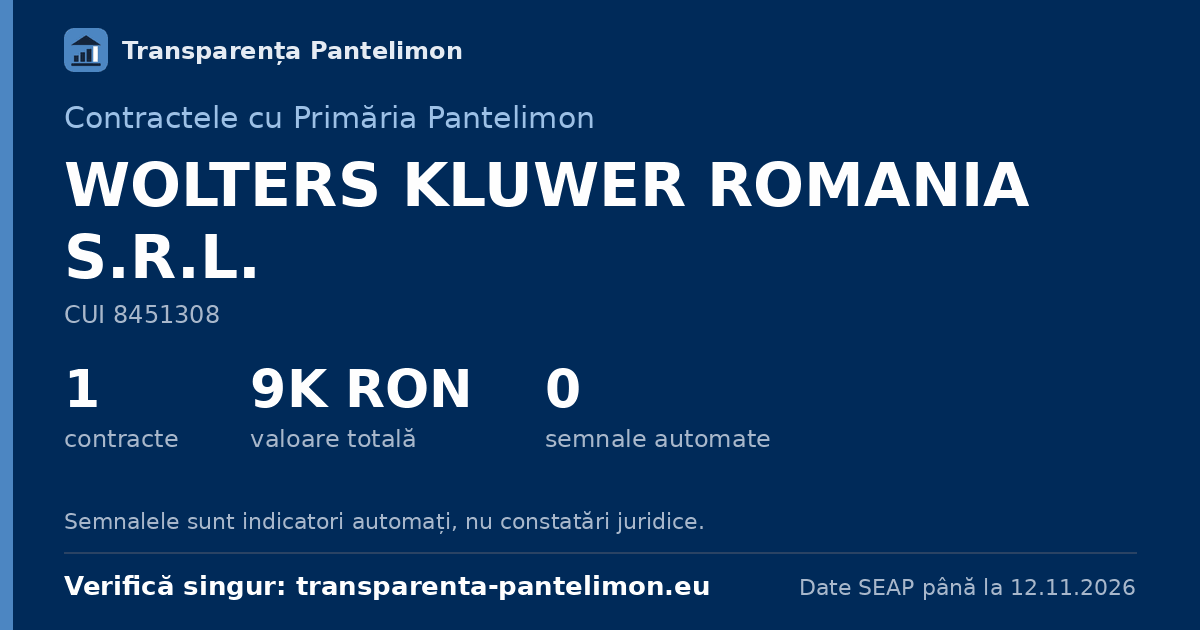 Transparența Pantelimon
Contractele cu Primăria Pantelimon
WOLTERS KLUWER ROMANIA
S.R.L.
CUI 8451308
1
contracte
9K RON
valoare totală
0
semnale automate
Semnalele sunt indicatori automați, nu constatări juridice.
Verifică singur: transparenta-pantelimon.eu
Date SEAP până la 12.11.2026